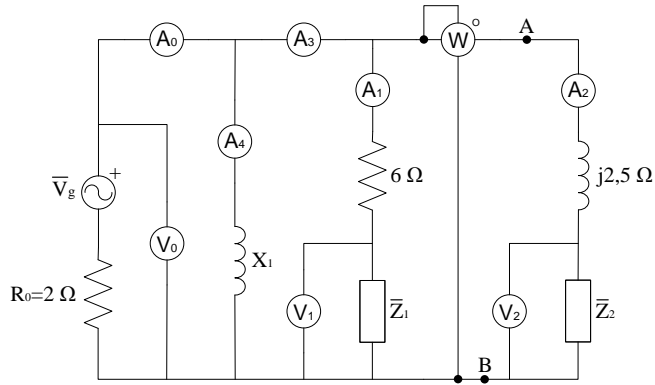 A
A₀
A₃
W
o
A₁
A₂
A₄
V̅g
+
6 Ω
j2,5 Ω
V₀
X₁
R₀=2 Ω
V₁
Z̅₁
V₂
Z̅₂
B